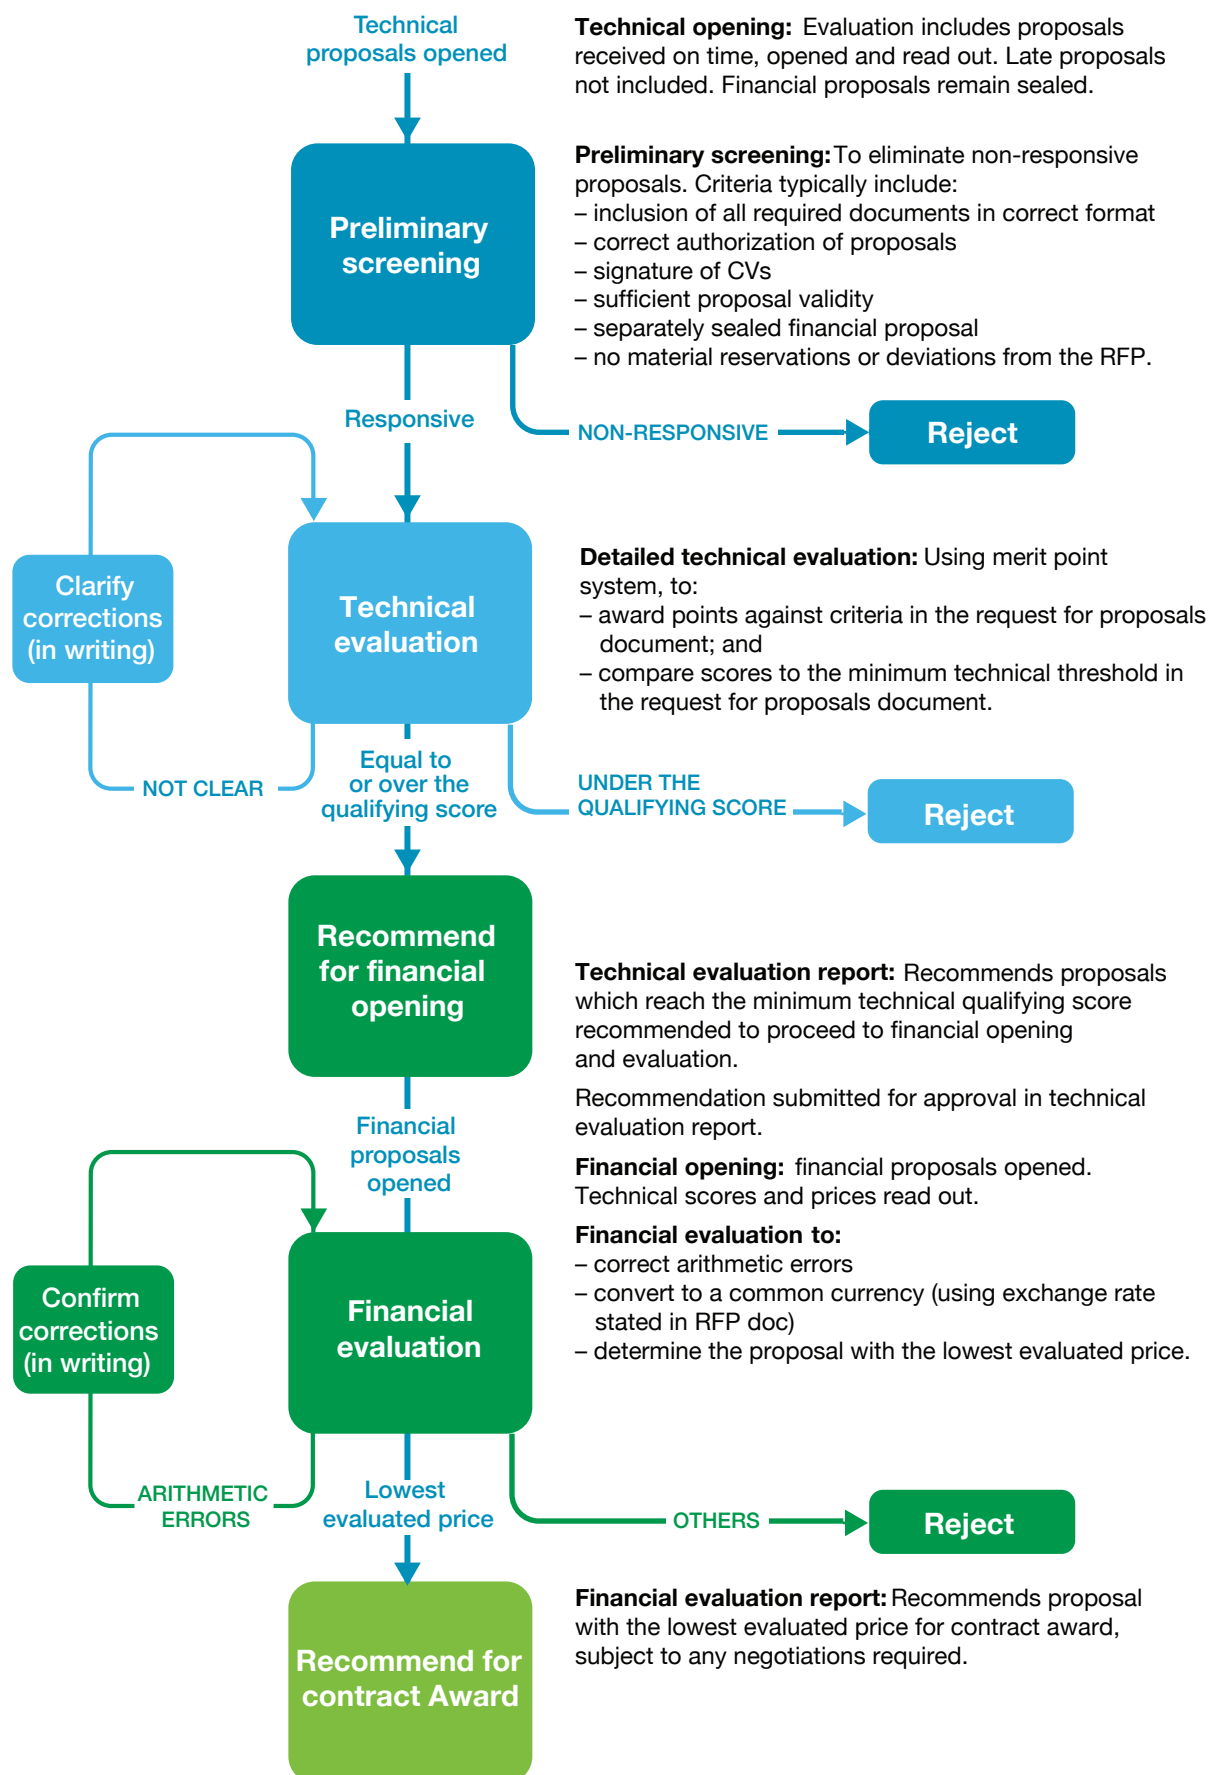 Technical
proposals opened
Technical opening: Evaluation includes proposals
received on time, opened and read out. Late proposals
not included. Financial proposals remain sealed.
Preliminary
screening
Preliminary screening: To eliminate non-responsive
proposals. Criteria typically include:
– inclusion of all required documents in correct format
– correct authorization of proposals
– signature of CVs
– sufficient proposal validity
– separately sealed financial proposal
– no material reservations or deviations from the RFP.
Responsive
NON-RESPONSIVE
Reject
Clarify
corrections
(in writing)
Technical
evaluation
Detailed technical evaluation: Using merit point
system, to:
– award points against criteria in the request for proposals
document; and
– compare scores to the minimum technical threshold in
the request for proposals document.
NOT CLEAR
Equal to
or over the
qualifying score
UNDER THE
QUALIFYING SCORE
Reject
Recommend
for financial
opening
Technical evaluation report: Recommends proposals
which reach the minimum technical qualifying score
recommended to proceed to financial opening
and evaluation.
Recommendation submitted for approval in technical
evaluation report.
Financial
proposals
opened
Financial opening: financial proposals opened.
Technical scores and prices read out.
Confirm
corrections
(in writing)
Financial
evaluation
Financial evaluation to:
– correct arithmetic errors
– convert to a common currency (using exchange rate
stated in RFP doc)
– determine the proposal with the lowest evaluated price.
ARITHMETIC
ERRORS
Lowest
evaluated price
OTHERS
Reject
Recommend for
contract Award
Financial evaluation report: Recommends proposal
with the lowest evaluated price for contract award,
subject to any negotiations required.